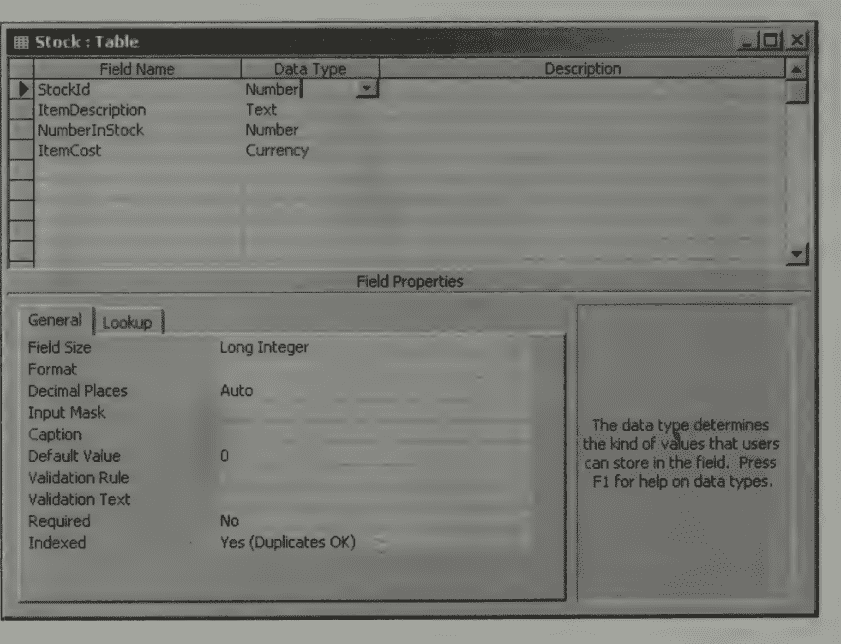 Stock : Table
Field Name Data Type Description
StockId Number
ItemDescription Text
NumberInStock Number
ItemCost Currency
Field Properties
General Lookup
Field Size Long Integer
Format
Decimal Places Auto
Input Mask
Caption
Default Value 0
Validation Rule
Validation Text
Required No
Indexed Yes (Duplicates OK)
The data type determines
the kind of values that users
can store in the field. Press
F1 for help on data types.